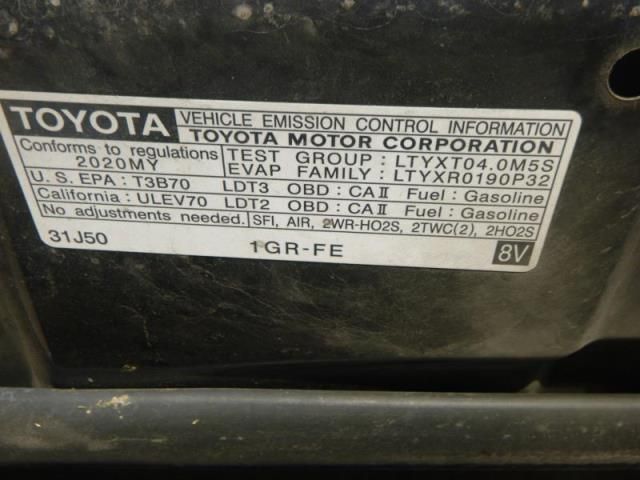 TOYOTA VEHICLE EMISSION CONTROL INFORMATION
TOYOTA MOTOR CORPORATION
Conforms to regulations 2020MY
TEST GROUP : LTYXT04.0M5S
EVAP FAMILY : LTYXR0190P32
U.S. EPA : T3B70 LDT3 OBD : CAⅡ Fuel : Gasoline
California : ULEV70 LDT2 OBD : CAⅡ Fuel : Gasoline
No adjustments needed. SFI, AIR, 2WR-HO2S, 2TWC(2), 2HO2S
31J50 1GR-FE 8V